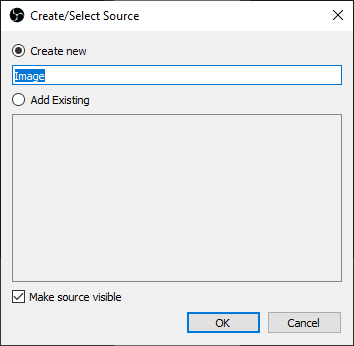 Create/Select Source
Create new
Image
Add Existing
Make source visible
OK
Cancel